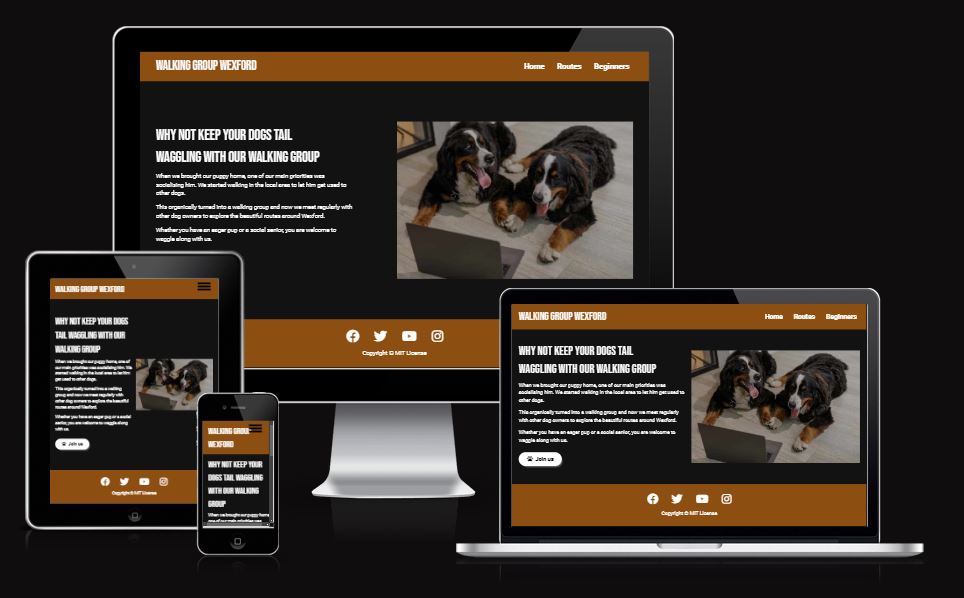 WALKING GROUP WEXFORD
Home Routes Beginners
WHY NOT KEEP YOUR DOGS TAIL
WAGGLING WITH OUR WALKING GROUP
When we brought our puppy home, one of our main priorities was
socialising him. We started walking in the local area to let him get used to
other dogs.
This organically turned into a walking group and now we meet regularly with
other dog owners to explore the beautiful routes around Wexford.
Whether you have an eager pup or a social senior, you are welcome to
waggle along with us.
Copyright © MIT License
WALKING GROUP WEXFORD
WHY NOT KEEP YOUR DOGS
TAIL WAGGLING WITH OUR
WALKING GROUP
When we brought our puppy home, one of
our main priorities was socialising him. We
started walking in the local area to let him
get used to other dogs.
This organically turned into a walking
group and now we meet regularly with
other dog owners to explore the beautiful
routes around Wexford.
Whether you have an eager pup or a social
senior, you are welcome to waggle along
with us.
Join us
Copyright © MIT License
WALKING GROUP
WEXFORD
WHY NOT KEEP YOUR
DOGS TAIL WAGGLING
WITH OUR WALKING
GROUP
When we brought our puppy home, one
of our main priorities was
WALKING GROUP WEXFORD
Home Routes Beginners
WHY NOT KEEP YOUR DOGS TAIL
WAGGLING WITH OUR WALKING GROUP
When we brought our puppy home, one of our main priorities was
socialising him. We started walking in the local area to let him get used to
other dogs.
This organically turned into a walking group and now we meet regularly with
other dog owners to explore the beautiful routes around Wexford.
Whether you have an eager pup or a social senior, you are welcome to
waggle along with us.
Join us
Copyright © MIT License